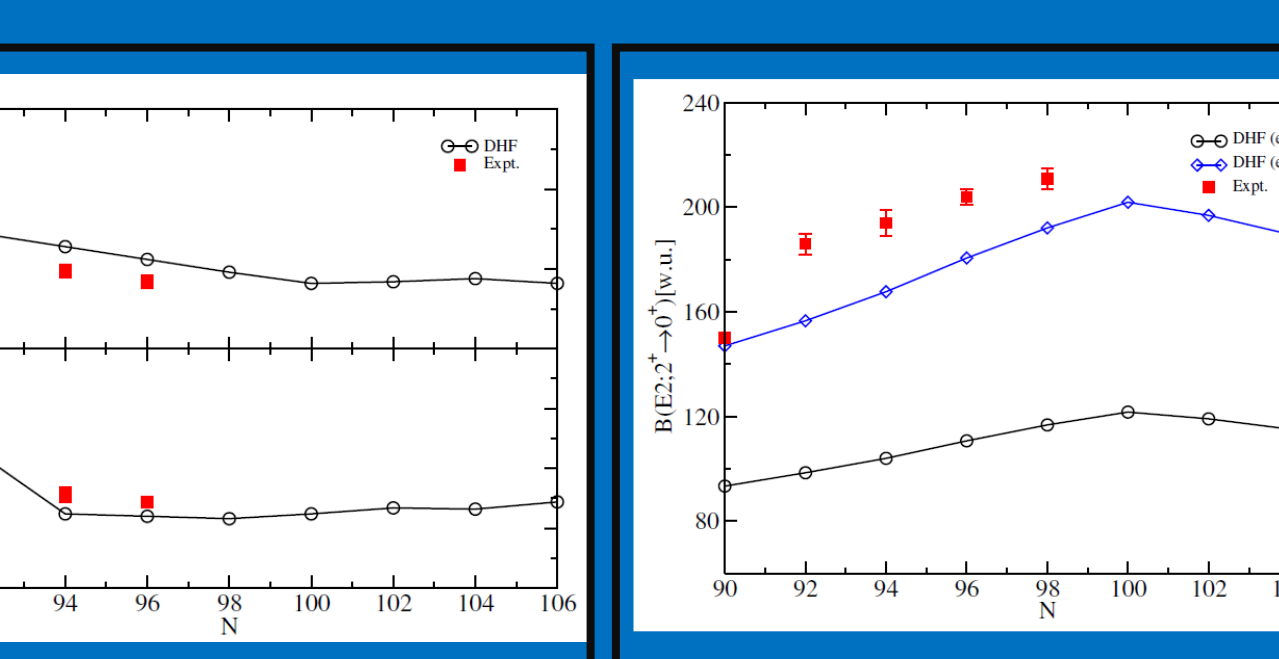 DHF
Expt.
94 96 98 100 102 104 106
N
240
200
160
120
80
B(E2;2⁺→0⁺)[w.u.]
DHF (e
DHF (e
Expt.
90 92 94 96 98 100 102
N